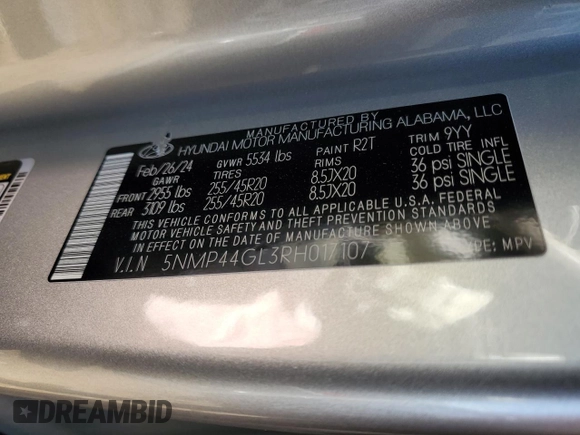 MANUFACTURED BY
HYUNDAI MOTOR MANUFACTURING ALABAMA, LLC
Feb/26/24 GVWR 5534 lbs PAINT R2T TRIM 9YY
GAWR TIRES RIMS COLD TIRE INFL
FRONT 2955 lbs 255/45R20 8.5JX20 36 psi SINGLE
REAR 3109 lbs 255/45R20 8.5JX20 36 psi SINGLE
THIS VEHICLE CONFORMS TO ALL APPLICABLE U.S.A. FEDERAL
MOTOR VEHICLE SAFETY AND THEFT PREVENTION STANDARDS
IN EFFECT ON THE DATE OF MANUFACTURE SHOWN ABOVE
V.I.N 5NMP44GL3RH017107 TYPE: MPV
DREAMBID